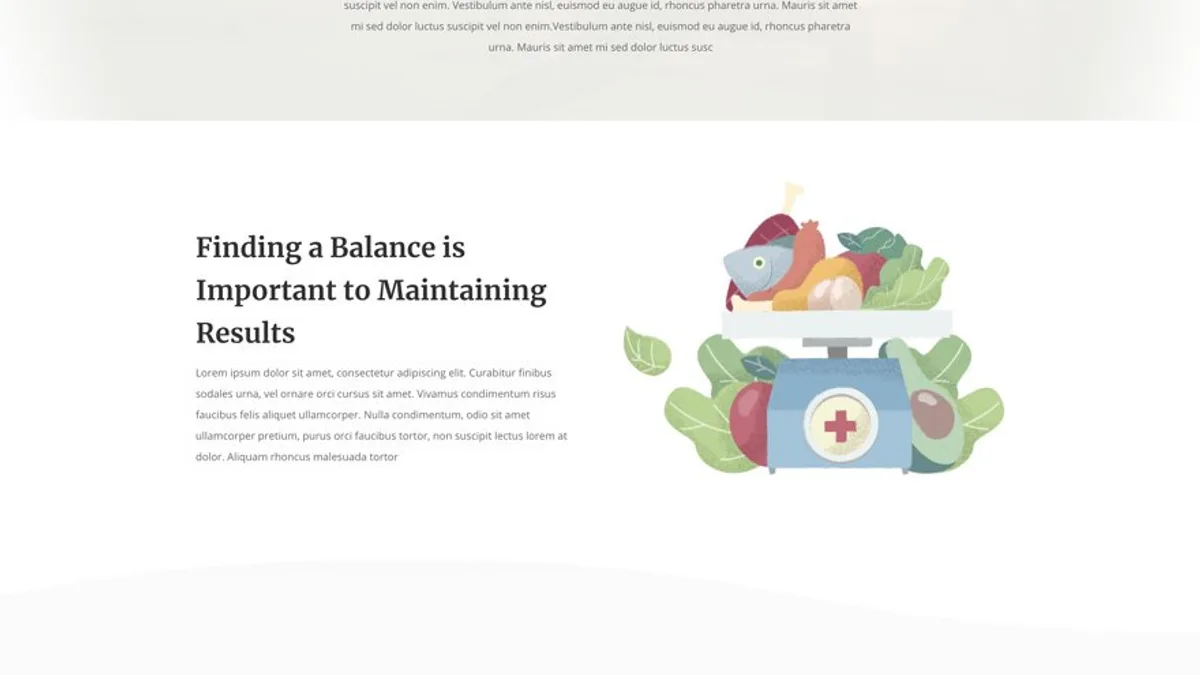 suscipit vel non enim. Vestibulum ante nisl, euismod eu augue id, rhoncus pharetra urna. Mauris sit amet
mi sed dolor luctus suscipit vel non enim.Vestibulum ante nisl, euismod eu augue id, rhoncus pharetra
urna. Mauris sit amet mi sed dolor luctus susc
Finding a Balance is
Important to Maintaining
Results
Lorem ipsum dolor sit amet, consectetur adipiscing elit. Curabitur finibus
sodales urna, vel ornare orci cursus sit amet. Vivamus condimentum risus
faucibus felis aliquet ullamcorper. Nulla condimentum, odio sit amet
ullamcorper pretium, purus orci faucibus tortor, non suscipit lectus lorem at
dolor. Aliquam rhoncus malesuada tortor